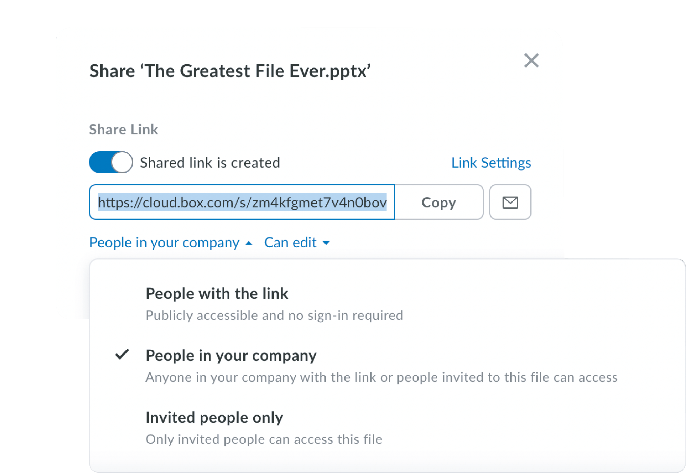 Share ‘The Greatest File Ever.pptx’
Share Link
Shared link is created
Link Settings
https://cloud.box.com/s/zm4kfgmet7v4n0bov
Copy
People in your company
Can edit
People with the link
Publicly accessible and no sign-in required
People in your company
Anyone in your company with the link or people invited to this file can access
Invited people only
Only invited people can access this file